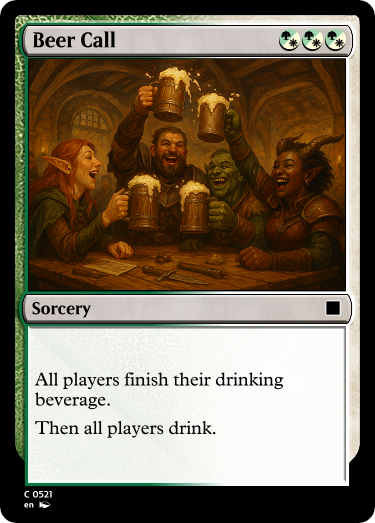 Beer Call
Sorcery
All players finish their drinking
beverage.
Then all players drink.
C 0521
en